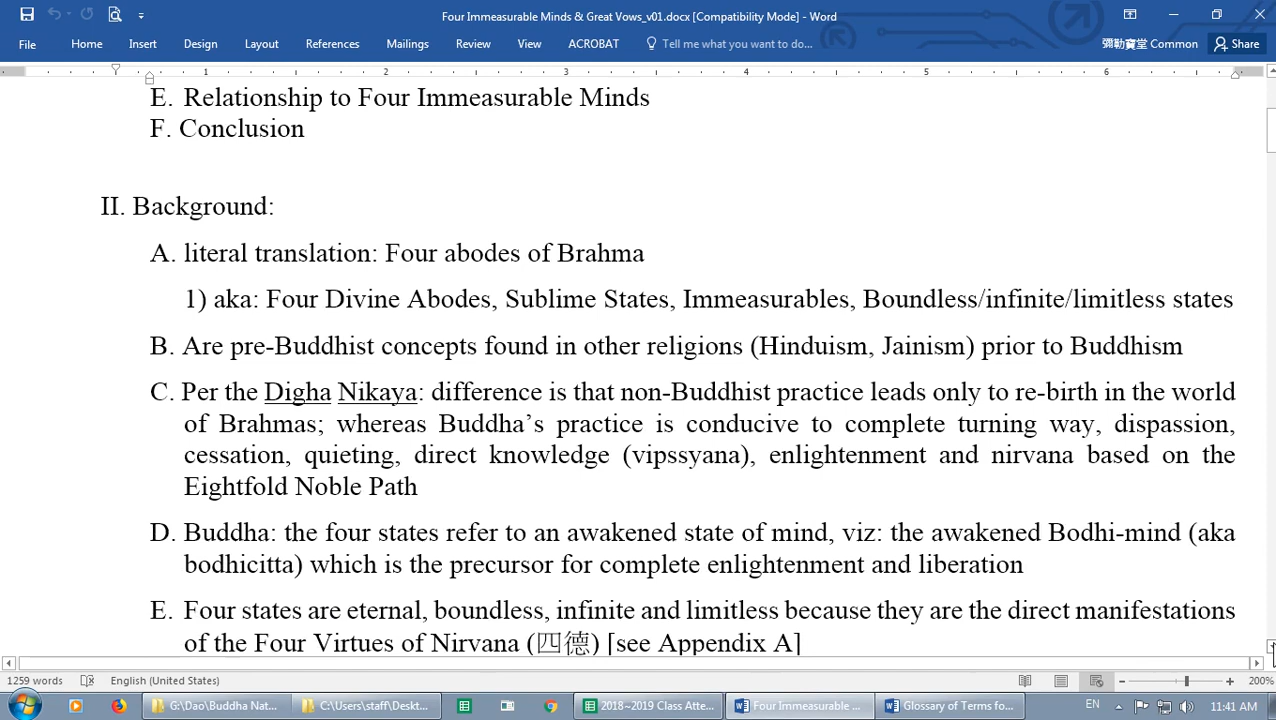 Four Immeasurable Minds & Great Vows_v01.docx [Compatibility Mode] - Word
File Home Insert Design Layout References Mailings Review View ACROBAT Tell me what you want to do... 彌勒寶堂 Common Share
1 2 3 4 5 6
E. Relationship to Four Immeasurable Minds
F. Conclusion
II. Background:
A. literal translation: Four abodes of Brahma
1) aka: Four Divine Abodes, Sublime States, Immeasurables, Boundless/infinite/limitless states
B. Are pre-Buddhist concepts found in other religions (Hinduism, Jainism) prior to Buddhism
C. Per the Digha Nikaya: difference is that non-Buddhist practice leads only to re-birth in the world
of Brahmas; whereas Buddha’s practice is conducive to complete turning way, dispassion,
cessation, quieting, direct knowledge (vipssyana), enlightenment and nirvana based on the
Eightfold Noble Path
D. Buddha: the four states refer to an awakened state of mind, viz: the awakened Bodhi-mind (aka
bodhicitta) which is the precursor for complete enlightenment and liberation
E. Four states are eternal, boundless, infinite and limitless because they are the direct manifestations
of the Four Virtues of Nirvana (四德) [see Appendix A]
1259 words English (United States) 200%
G:\Dao\Buddha Nat... C:\Users\staff\Deskt... 2018~2019 Class Atte... Four Immeasurable ... Glossary of Terms fo... EN 11:41 AM